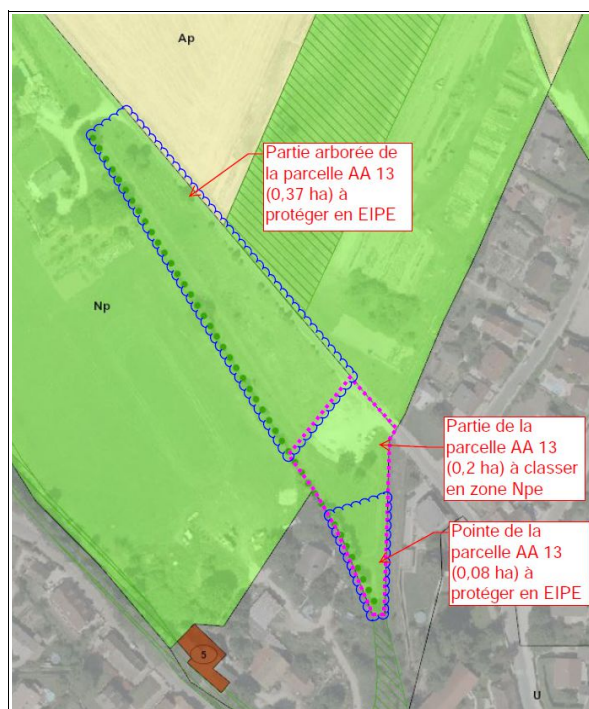 Ap
Partie arborée de
la parcelle AA 13
(0,37 ha) à
protéger en EIPE
Np
Partie de la
parcelle AA 13
(0,2 ha) à classer
en zone Npe
Pointe de la
parcelle AA 13
(0,08 ha) à
protéger en EIPE
5
U